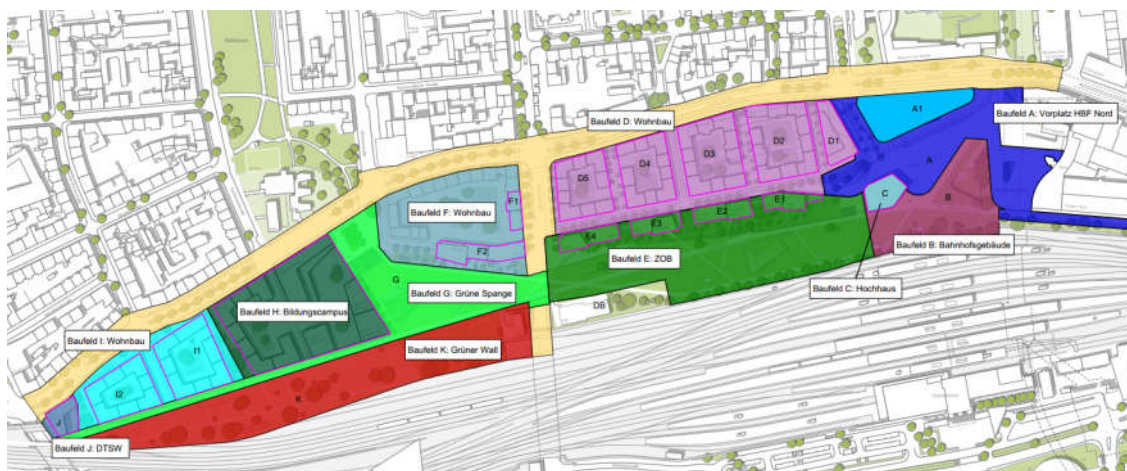 A1
Baufeld A: Vorplatz HBF Nord
Baufeld D: Wohnbau
D1
D2
D3
D4
D5
A
C
B
F1
Baufeld F: Wohnbau
F2
E1
E2
E3
E4
Baufeld B: Bahnhofsgebäude
Baufeld E: ZOB
Baufeld C: Hochhaus
G
Baufeld G: Grüne Spange
DB
Baufeld H: Bildungscampus
Baufeld I: Wohnbau
I1
Baufeld K: Grüner Wall
I2
K
J
Baufeld J: DTSW